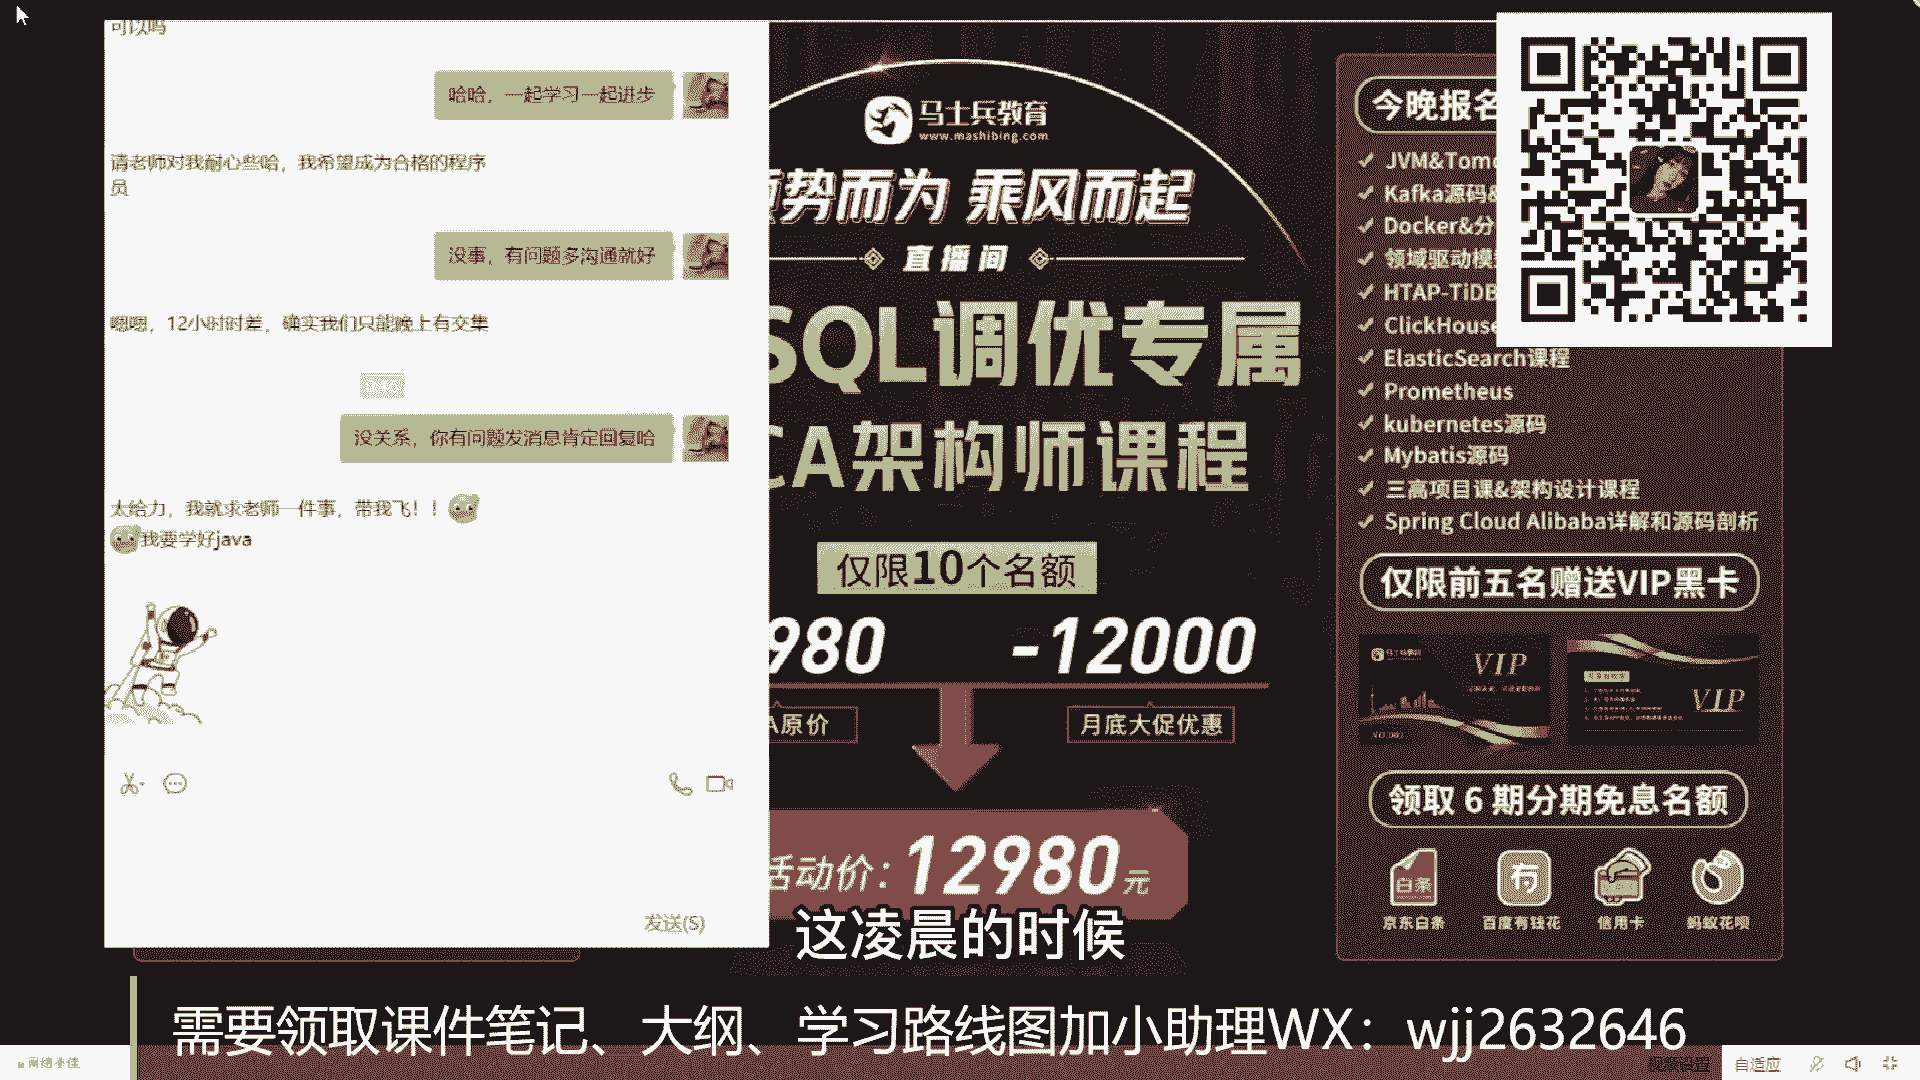 可以吗
哈哈，一起学习一起进步
请老师对我耐心些哈，我希望成为合格的程序
员
没事，有问题多沟通就好
嗯嗯，12小时时差，确实我们只能晚上有交集
没关系，你有问题发消息肯定回复哈
太给力，我就求老师一件事，带我飞！！
我要学好java
发送(S)
马士兵教育
www.mashibing.com
势而为 乘风而起
直播间
SQL调优专属
CA架构师课程
仅限10个名额
980
-12000
A原价
月底大促优惠
活动价：12980元
今晚报名
JVM&Tom
Kafka源码&
Docker&分
领域驱动模
HTAP-TiDB
ClickHouse
ElasticSearch课程
Prometheus
kubernetes源码
Mybatis源码
三高项目课&架构设计课程
Spring Cloud Alibaba详解和源码剖析
仅限前五名赠送VIP黑卡
VIP
VIP
领取 6 期分期免息名额
白条
有
京东白条
百度有钱花
信用卡
蚂蚁花呗
这凌晨的时候
需要领取课件笔记、大纲、学习路线图加小助理WX：wjj2632646
视频设置
自适应